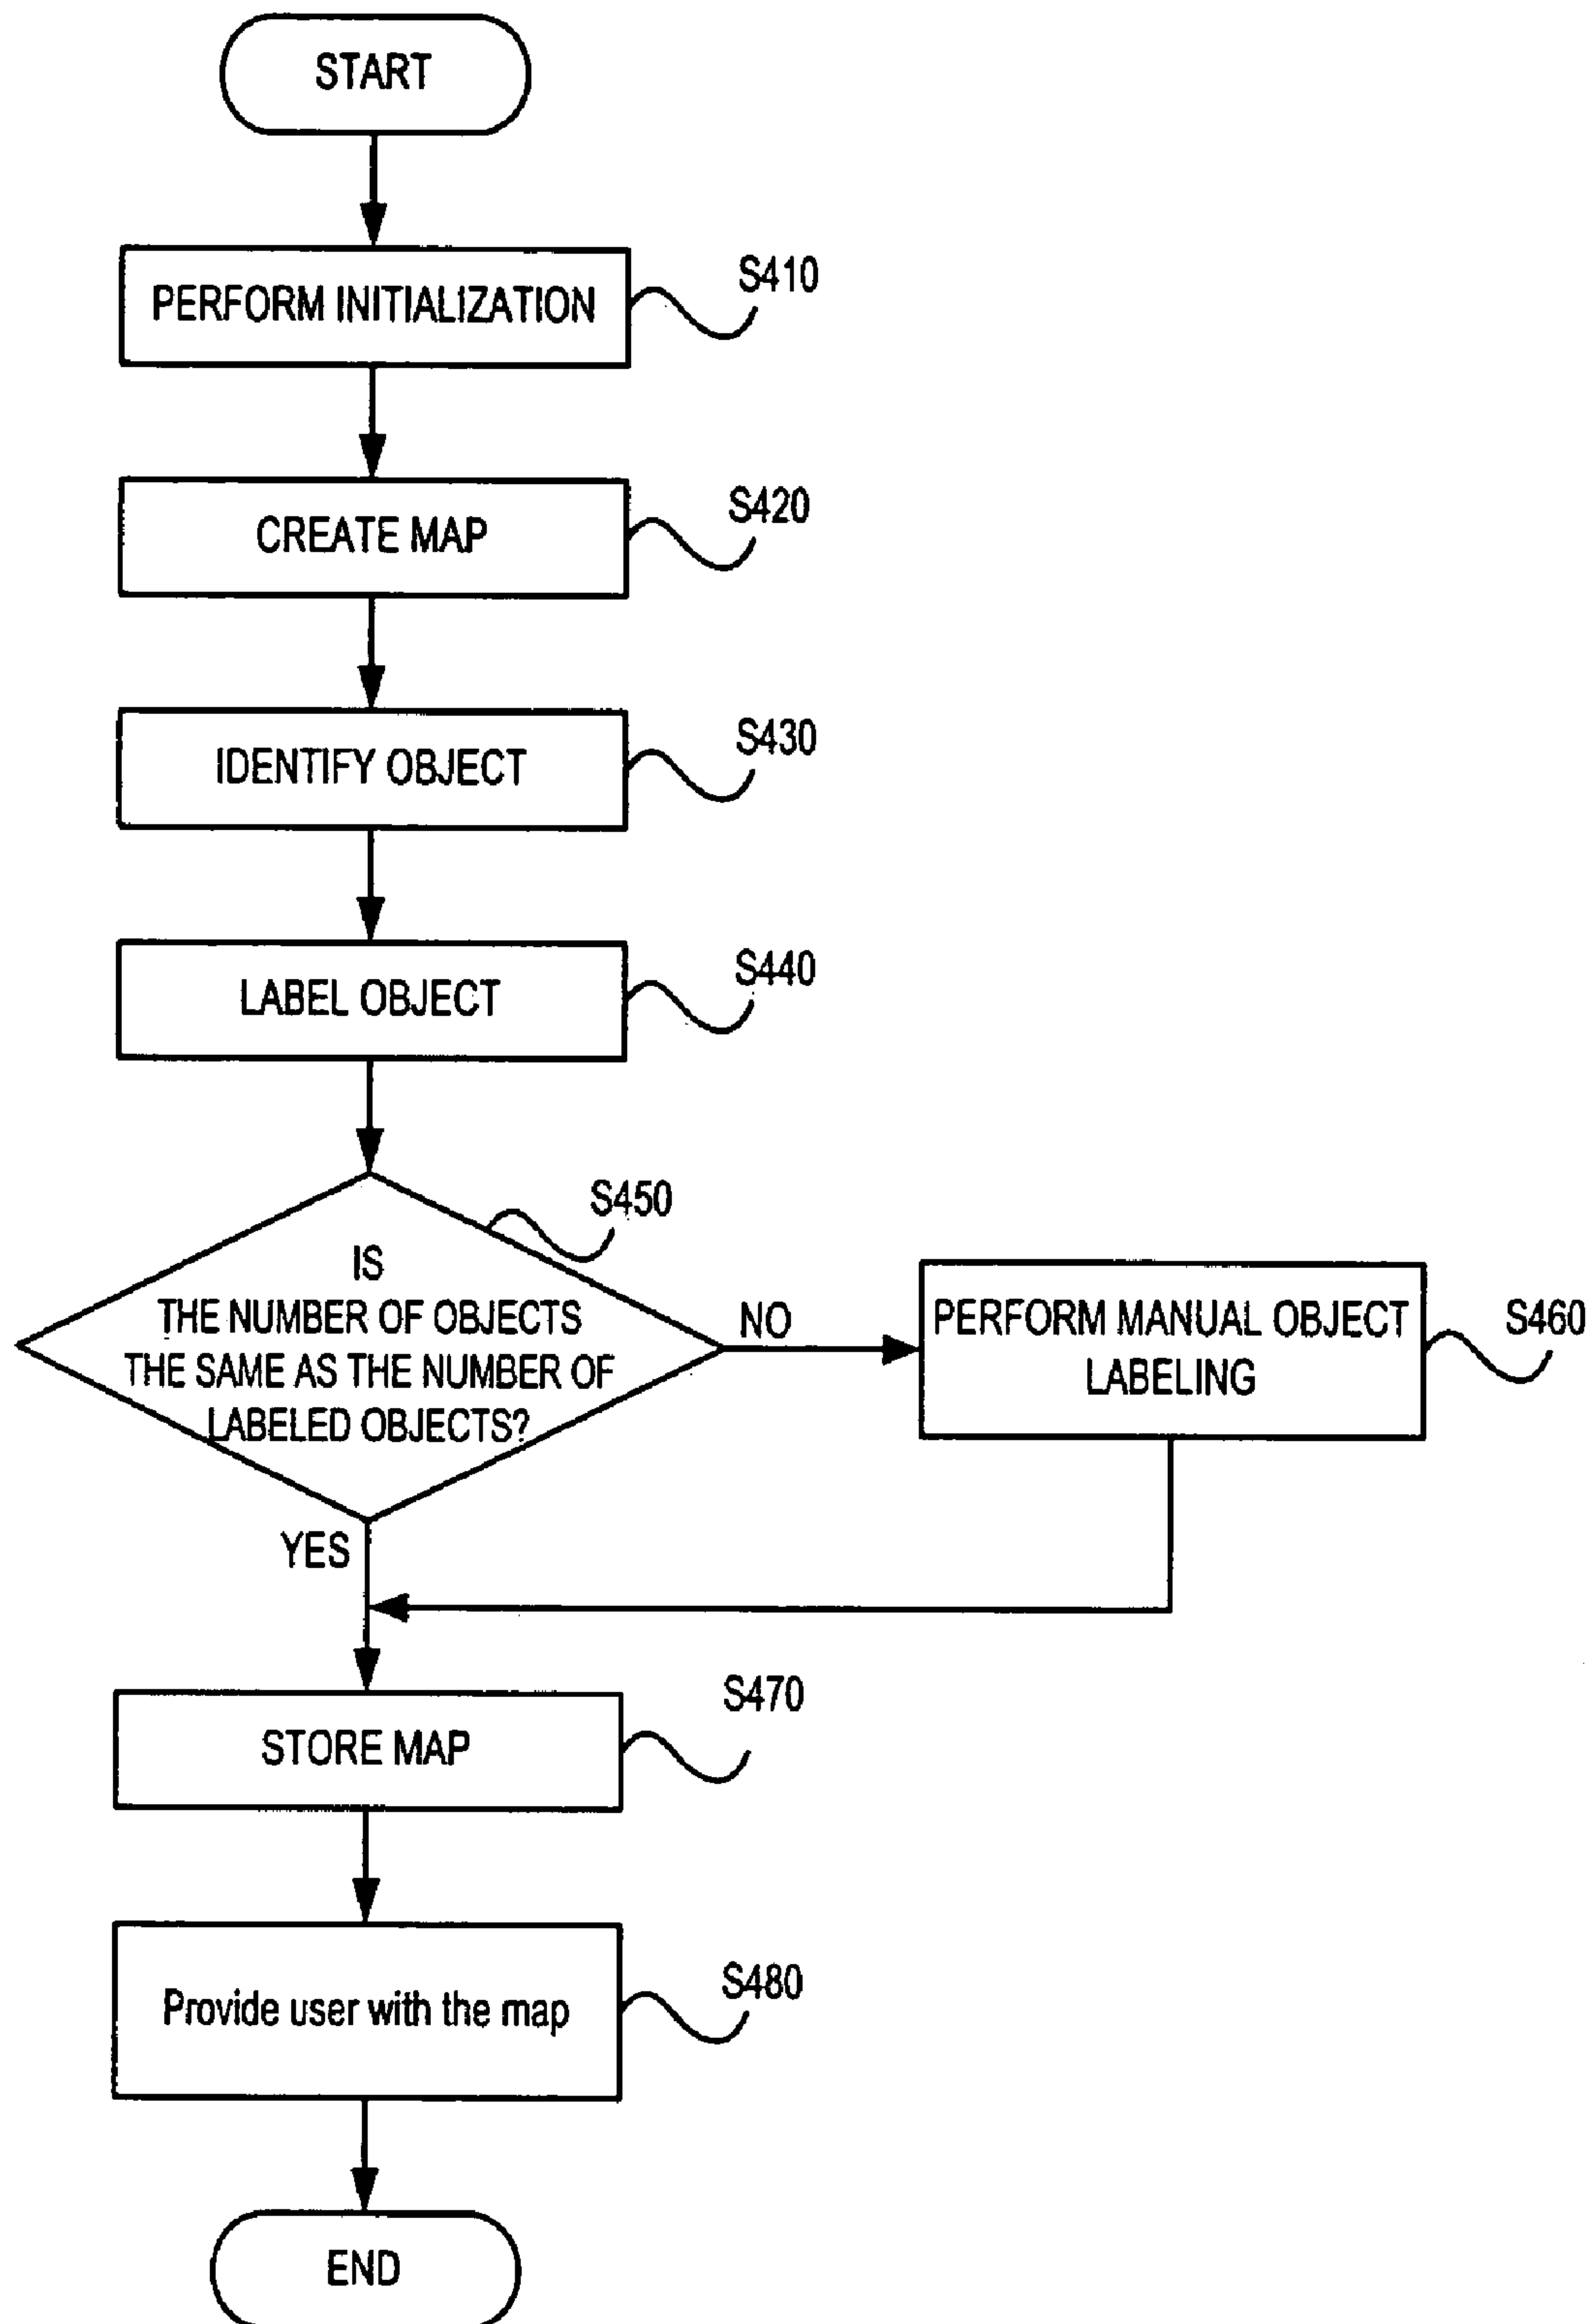 START
PERFORM INITIALIZATION
S410
CREATE MAP
S420
IDENTIFY OBJECT
S430
LABEL OBJECT
S440
S450
IS
THE NUMBER OF OBJECTS
THE SAME AS THE NUMBER OF
LABELED OBJECTS?
NO
PERFORM MANUAL OBJECT
LABELING
S460
YES
STORE MAP
S470
Provide user with the map
S480
END